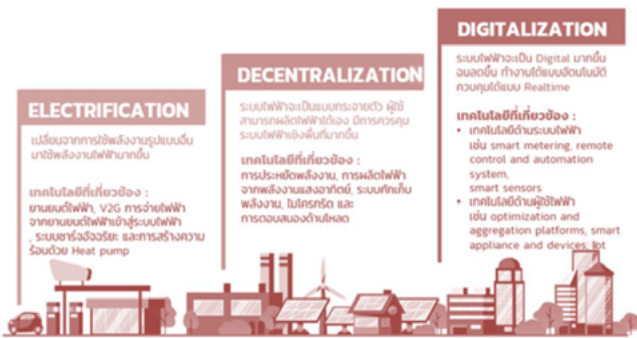 ELECTRIFICATION
เปลี่ยนจากการใช้พลังงานรูปแบบอื่น
มาใช้พลังงานไฟฟ้ามากขึ้น
เทคโนโลยีที่เกี่ยวข้อง :
ยานยนต์ไฟฟ้า, V2G การจ่ายไฟฟ้า
จากยานยนต์ไฟฟ้าเข้าสู่ระบบไฟฟ้า
, ระบบชาร์จอัจฉริยะ และการสร้างความ
ร้อนด้วย Heat pump
DECENTRALIZATION
ระบบไฟฟ้าจะเป็นแบบกระจายตัว ผู้ใช้
สามารถผลิตไฟฟ้าได้เอง มีการควบคุม
ระบบไฟฟ้าเชิงพื้นที่มากขึ้น
เทคโนโลยีที่เกี่ยวข้อง :
การประหยัดพลังงาน, การผลิตไฟฟ้า
จากพลังงานแสงอาทิตย์, ระบบกักเก็บ
พลังงาน, ไมโครกริด และ
การตอบสนองด้านโหลด
DIGITALIZATION
ระบบไฟฟ้าจะเป็น Digital มากขึ้น
ฉลาดขึ้น ทำงานได้แบบอัตโนมัติ
ควบคุมได้แบบ Realtime
เทคโนโลยีที่เกี่ยวข้อง :
• เทคโนโลยีด้านระบบไฟฟ้า
เช่น smart metering, remote
control and automation
system,
smart sensors
• เทคโนโลยีด้านผู้ใช้ไฟฟ้า
เช่น optimization and
aggregation platforms, smart
appliance and devices, Iot